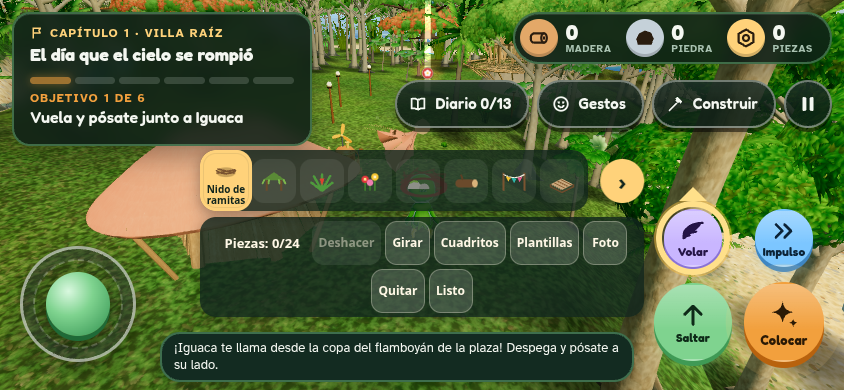 CAPÍTULO 1 · VILLA RAÍZ
El día que el cielo se rompió
OBJETIVO 1 DE 6
Vuela y pósate junto a Iguaca
0
MADERA
0
PIEDRA
0
PIEZAS
Diario 0/13
Gestos
Construir
Nido de
ramitas
Piezas: 0/24
Deshacer
Girar
Cuadritos
Plantillas
Foto
Quitar
Listo
Volar
Impulso
Saltar
Colocar
¡Iguaca te llama desde la copa del flamboyán de la plaza! Despega y pósate a
su lado.